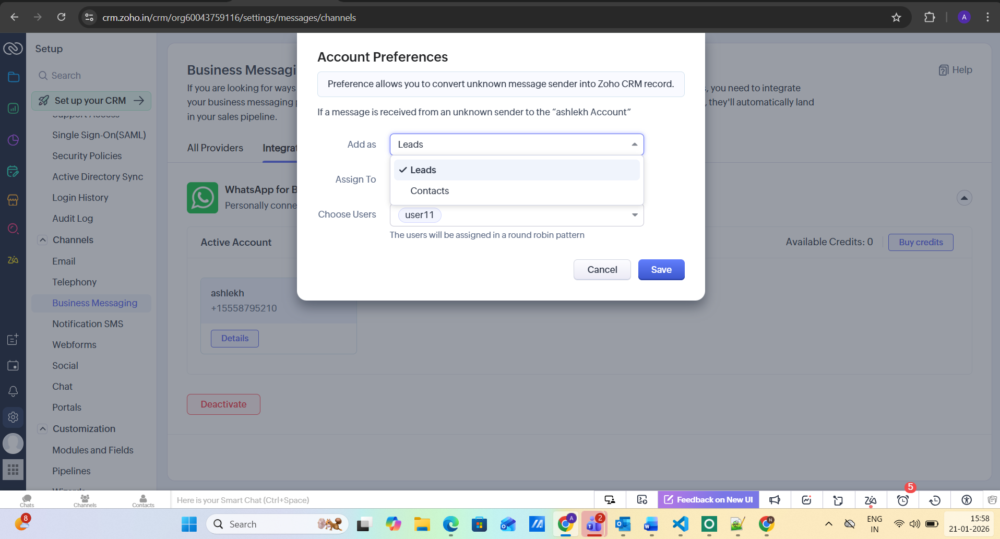 crm.zoho.in/crm/org60043759116/settings/messages/channels
A
Setup
Search
Set up your CRM
Single Sign-On(SAML)
Security Policies
Active Directory Sync
Login History
Audit Log
Channels
Email
Telephony
Business Messaging
Notification SMS
Webforms
Social
Chat
Portals
Customization
Modules and Fields
Pipelines
Business Messagi
Help
If you are looking for ways
, you need to integrate
your business messaging
, they'll automatically land
in your sales pipeline.
All Providers
Integrat
WhatsApp for B
Personally conne
Active Account
Available Credits: 0
Buy credits
ashlekh
+15558795210
Details
Deactivate
Account Preferences
Preference allows you to convert unknown message sender into Zoho CRM record.
If a message is received from an unknown sender to the “ashlekh Account”
Add as
Leads
Leads
Contacts
Assign To
Choose Users
user11
The users will be assigned in a round robin pattern
Cancel
Save
Chats
Channels
Contacts
Here is your Smart Chat (Ctrl+Space)
Feedback on New UI
5
8
Search
A
2
N
ENG
IN
15:58
21-01-2026